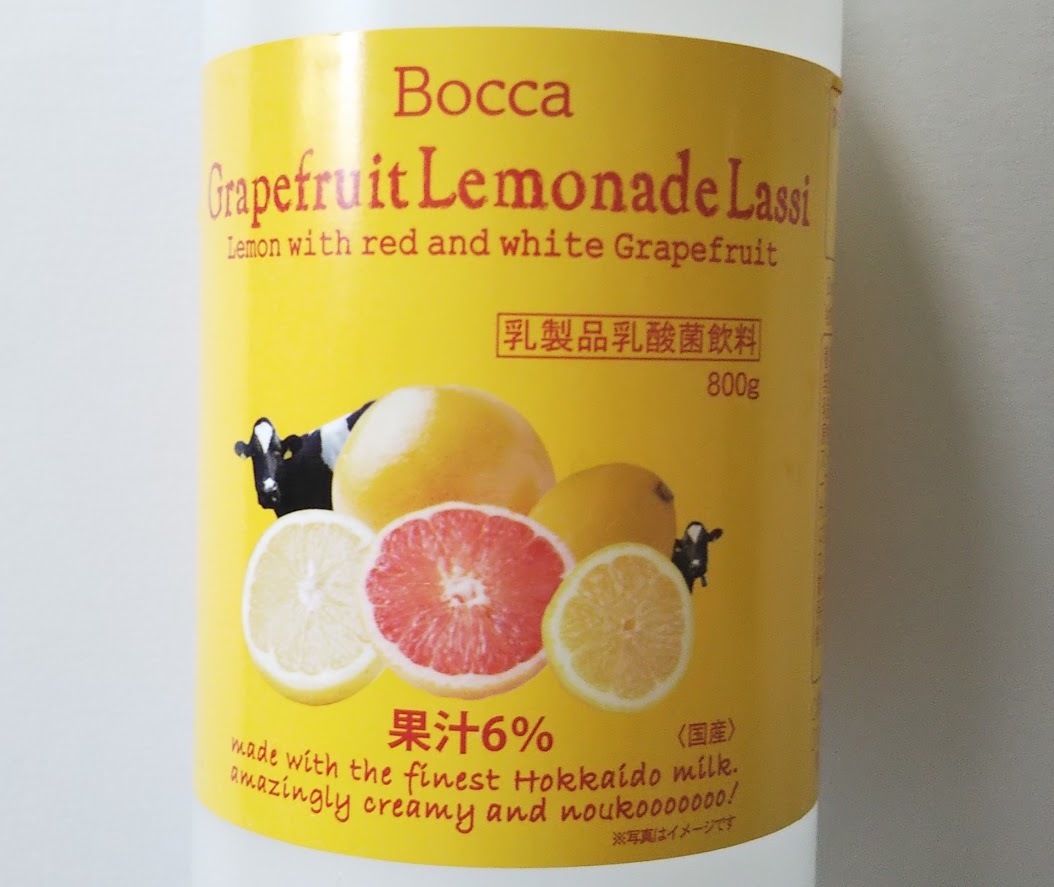 Bocca
Grapefruit Lemonade Lassi
Lemon with red and white Grapefruit
乳製品乳酸菌飲料
800g
果汁6%
〈国産〉
made with the finest Hokkaido milk.
amazingly creamy and noukooooooo!
※写真はイメージです